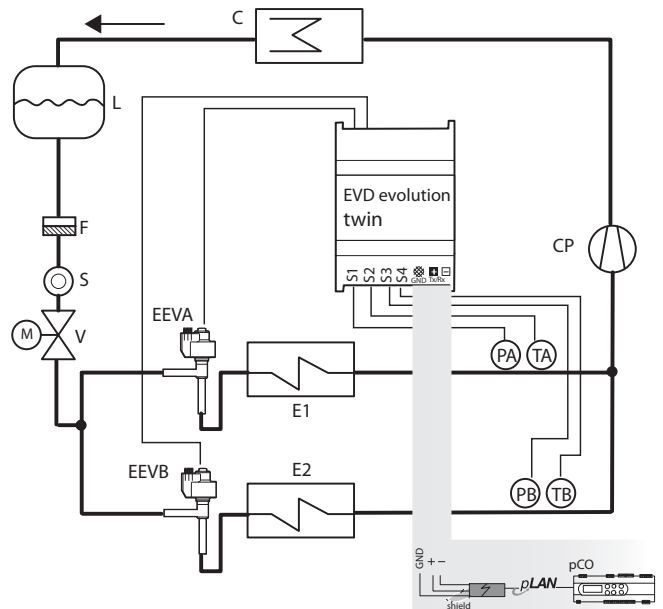 C
L
EVD evolution
twin
F
CP
S1
S2
S3
S4
GND
Tx/Rx
S
EEVA
M
V
PA
TA
E1
EEVB
E2
PB
TB
GND
+
−
pCO
pLAN
shield